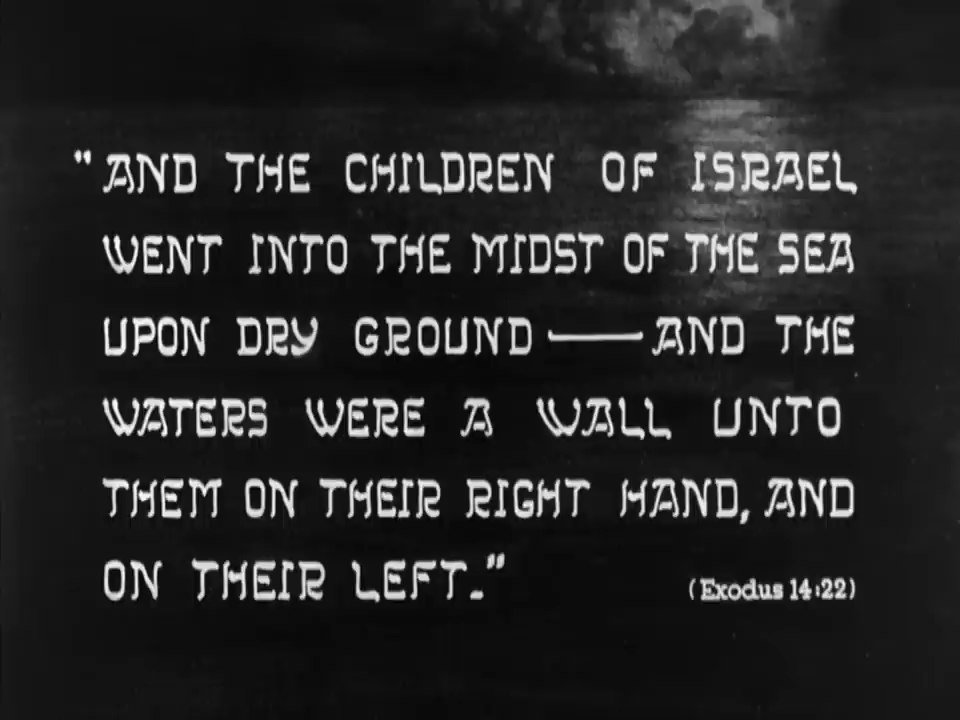 "AND THE CHILDREN OF ISRAEL
WENT INTO THE MIDST OF THE SEA
UPON DRY GROUND — AND THE
WATERS WERE A WALL UNTO
THEM ON THEIR RIGHT HAND, AND
ON THEIR LEFT."
(Exodus 14:22)